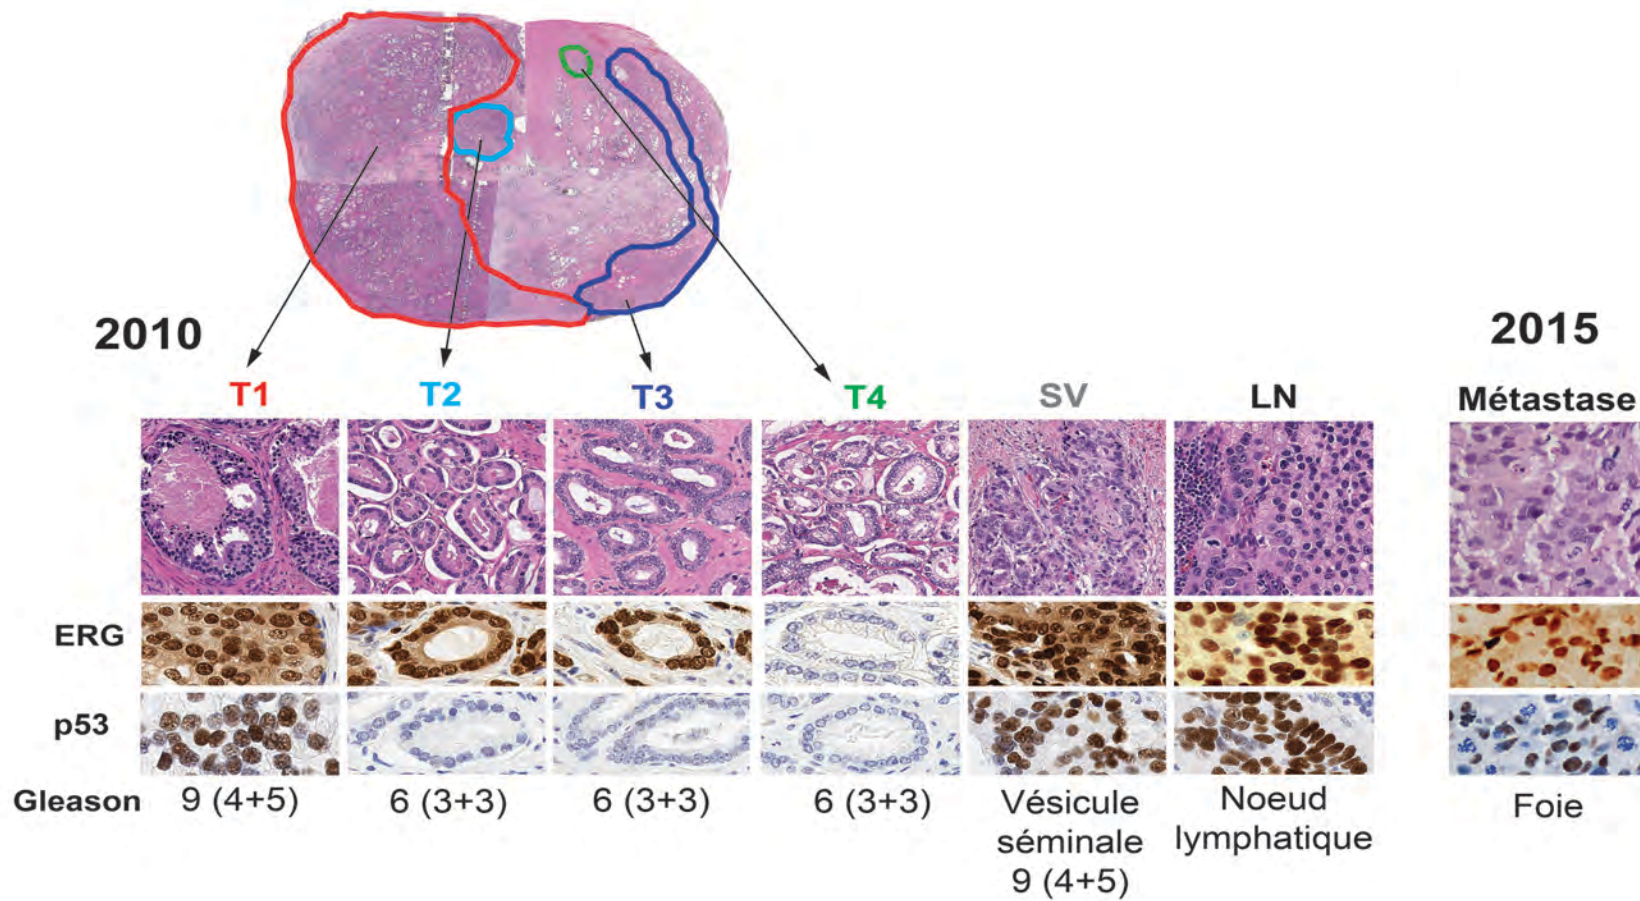 2010
2015
T1 T2 T3 T4 SV LN Métastase
ERG
p53
Gleason 9 (4+5) 6 (3+3) 6 (3+3) 6 (3+3) Vésicule séminale 9 (4+5) Noeud lymphatique Foie